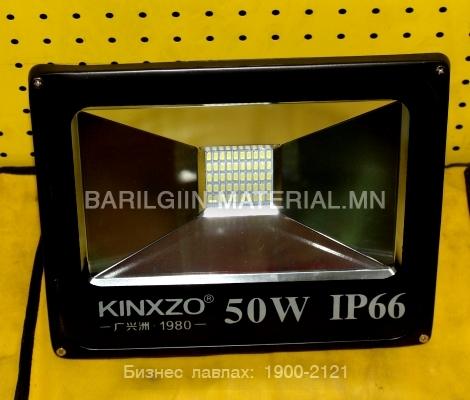 BARILGIIN-MATERIAL.MN
KINXZO® 50W IP66
广兴洲·1980
Бизнес лавлах: 1900-2121